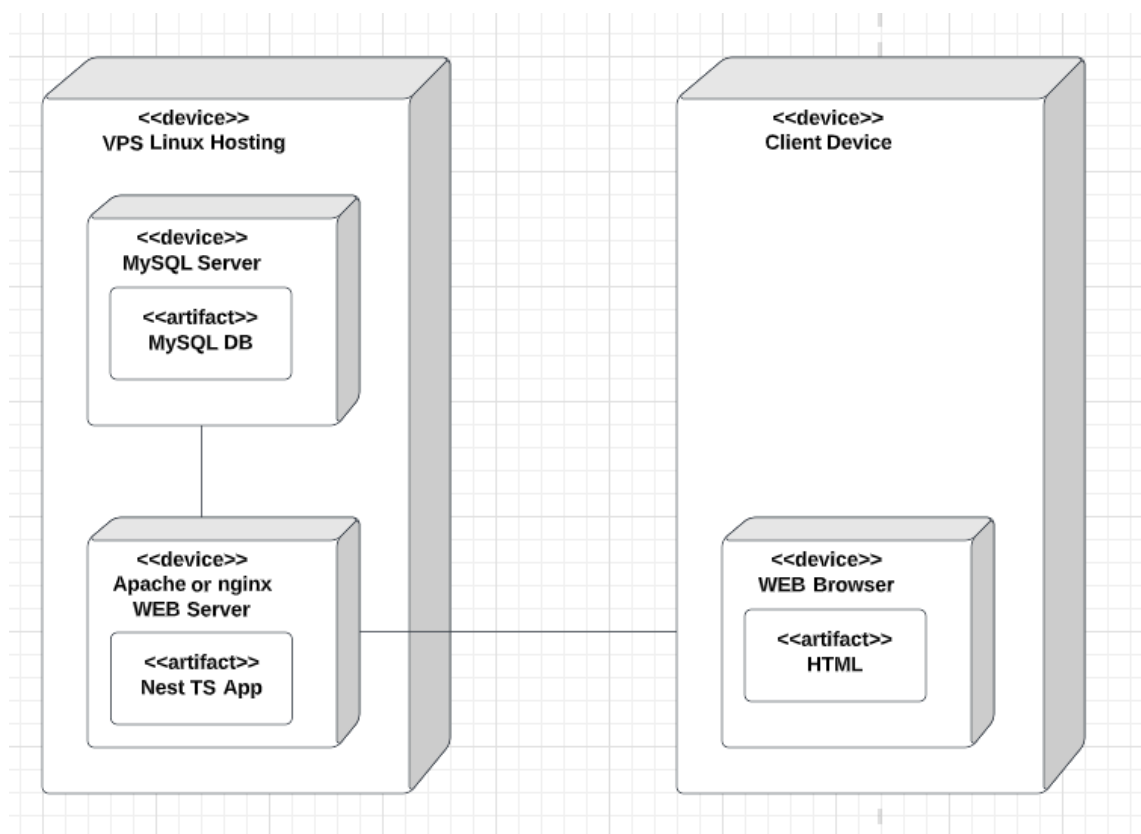 <<device>>
VPS Linux Hosting
<<device>>
MySQL Server
<<artifact>>
MySQL DB
<<device>>
Apache or nginx
WEB Server
<<artifact>>
Nest TS App
<<device>>
Client Device
<<device>>
WEB Browser
<<artifact>>
HTML